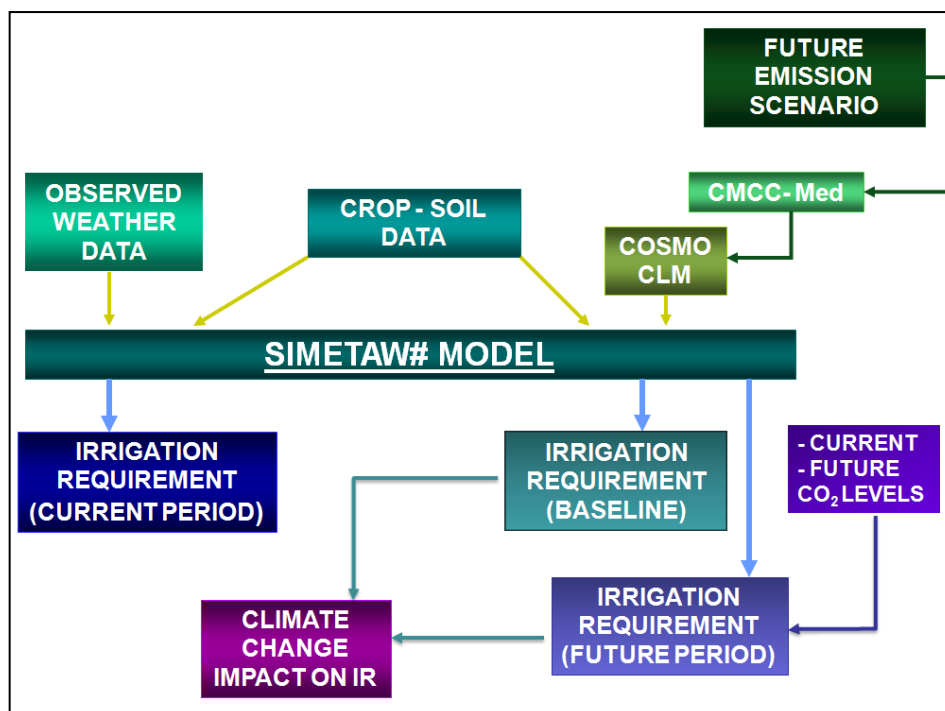 FUTURE
EMISSION
SCENARIO
OBSERVED
WEATHER
DATA
CROP - SOIL
DATA
CMCC- Med
COSMO
CLM
SIMETAW# MODEL
IRRIGATION
REQUIREMENT
(CURRENT PERIOD)
IRRIGATION
REQUIREMENT
(BASELINE)
- CURRENT
- FUTURE
CO₂ LEVELS
CLIMATE
CHANGE
IMPACT ON IR
IRRIGATION
REQUIREMENT
(FUTURE PERIOD)